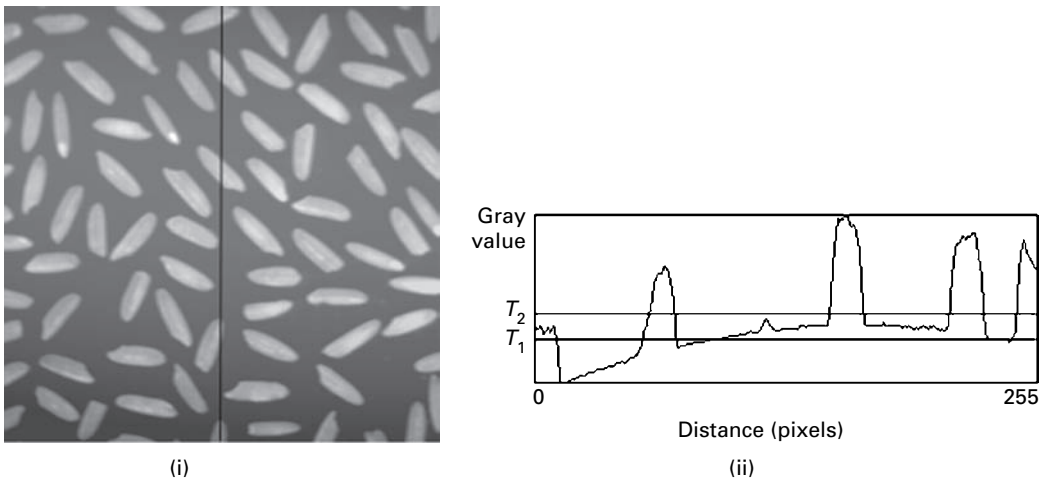 Gray
value
T2
T1
0 255
Distance (pixels)
(i) (ii)